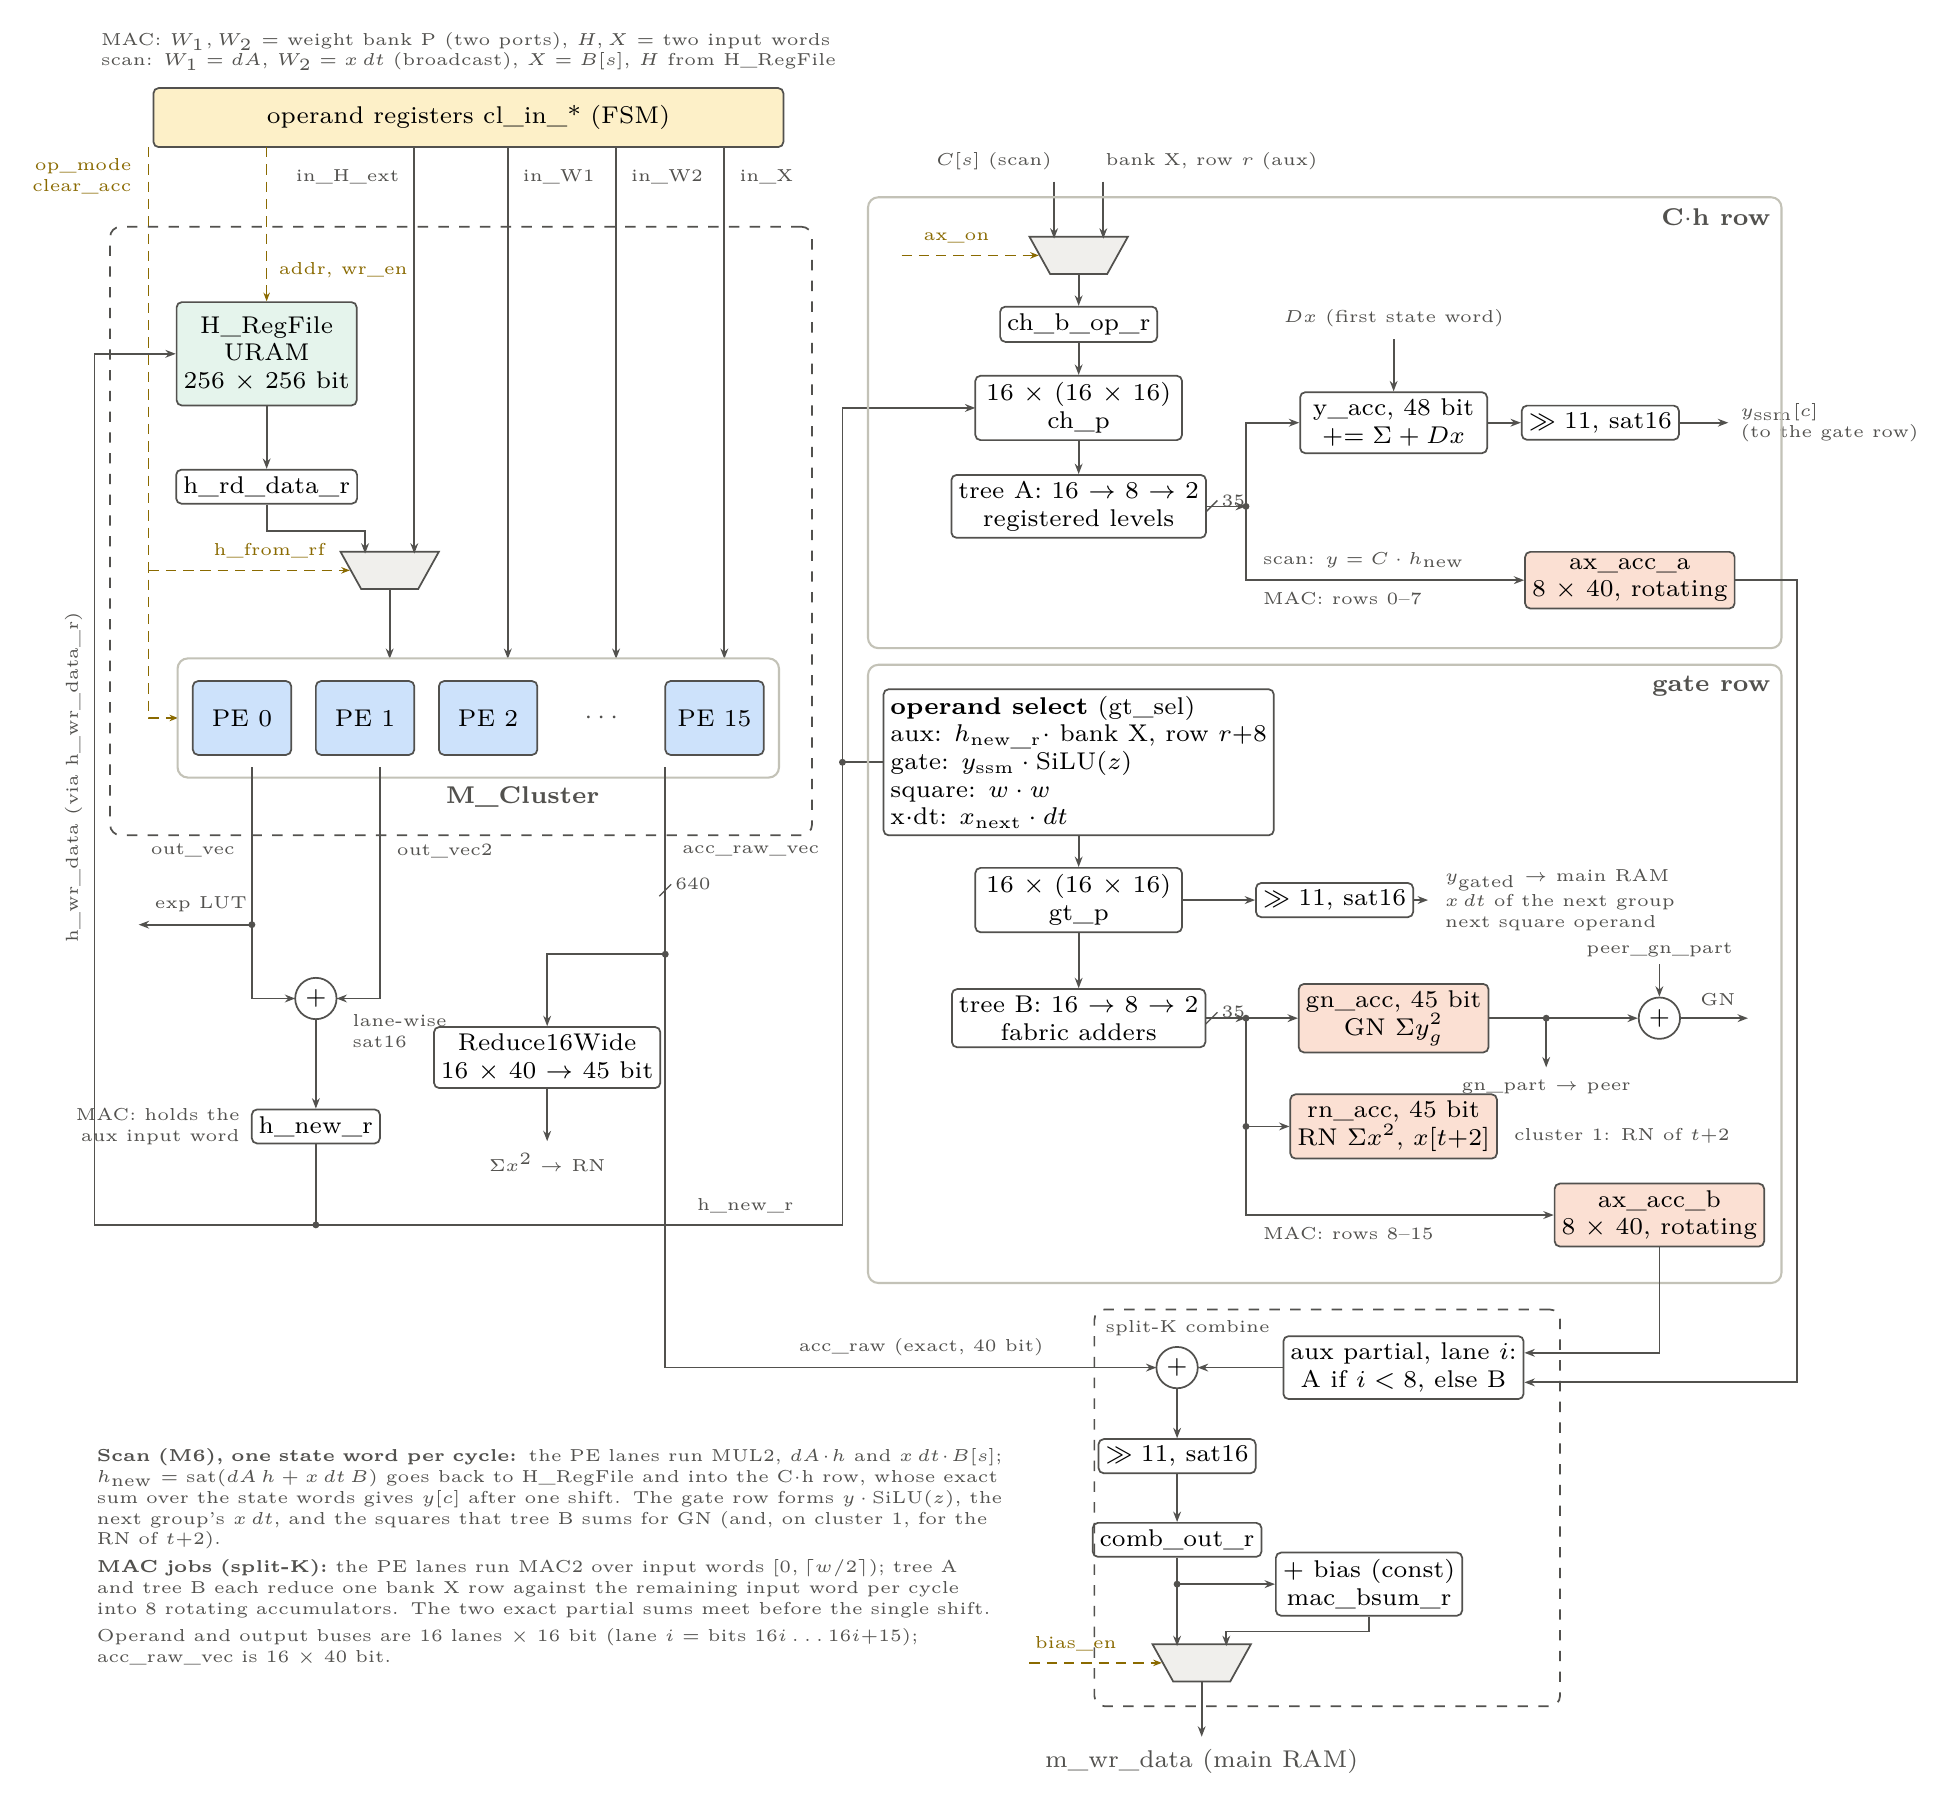 MAC: W₁, W₂ = weight bank P (two ports), H, X = two input words
scan: W₁ = dA, W₂ = x dt (broadcast), X = B[s], H from H_RegFile
operand registers cl_in_* (FSM)
op_mode
clear_acc
in_H_ext
in_W1
in_W2
in_X
addr, wr_en
H_RegFile
URAM
256 × 256 bit
h_rd_data_r
h_from_rf
PE 0
PE 1
PE 2
···
PE 15
M_Cluster
h_wr_data (via h_wr_data_r)
out_vec
out_vec2
acc_raw_vec
640
exp LUT
+
lane-wise
sat16
Reduce16Wide
16 × 40 → 45 bit
MAC: holds the
aux input word
h_new_r
Σx² → RN
h_new_r
C[s] (scan)
bank X, row r (aux)
C·h row
ax_on
ch_b_op_r
16 × (16 × 16)
ch_p
tree A: 16 → 8 → 2
registered levels
35
Dx (first state word)
y_acc, 48 bit
+= Σ + Dx
≫ 11, sat16
y_ssm[c]
(to the gate row)
scan: y = C · h_new
MAC: rows 0–7
ax_acc_a
8 × 40, rotating
gate row
operand select (gt_sel)
aux: h_new_r· bank X, row r+8
gate: y_ssm · SiLU(z)
square: w · w
x·dt: x_next · dt
16 × (16 × 16)
gt_p
≫ 11, sat16
y_gated → main RAM
x dt of the next group
next square operand
peer_gn_part
tree B: 16 → 8 → 2
fabric adders
35
gn_acc, 45 bit
GN Σy_g²
+
GN
gn_part → peer
rn_acc, 45 bit
RN Σx², x[t+2]
cluster 1: RN of t+2
ax_acc_b
8 × 40, rotating
MAC: rows 8–15
split-K combine
acc_raw (exact, 40 bit)
+
aux partial, lane i:
A if i < 8, else B
≫ 11, sat16
comb_out_r
+ bias (const)
mac_bsum_r
bias_en
m_wr_data (main RAM)
Scan (M6), one state word per cycle: the PE lanes run MUL2, dA·h and x dt·B[s];
h_new = sat(dA h + x dt B) goes back to H_RegFile and into the C·h row, whose exact
sum over the state words gives y[c] after one shift. The gate row forms y · SiLU(z), the
next group's x dt, and the squares that tree B sums for GN (and, on cluster 1, for the
RN of t+2).
MAC jobs (split-K): the PE lanes run MAC2 over input words [0, ⌈w/2⌉); tree A
and tree B each reduce one bank X row against the remaining input word per cycle
into 8 rotating accumulators. The two exact partial sums meet before the single shift.
Operand and output buses are 16 lanes × 16 bit (lane i = bits 16i … 16i+15);
acc_raw_vec is 16 × 40 bit.